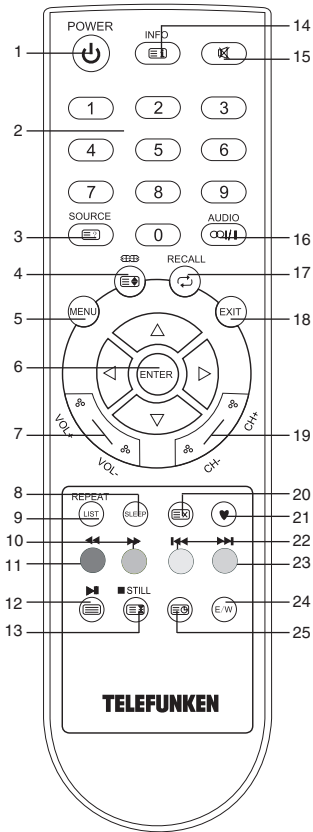 POWER
INFO
1
14
15
1 2 3
2
4 5 6
7 8 9
SOURCE
AUDIO
3
0
16
RECALL
4
17
MENU
EXIT
5
18
6
ENTER
7
VOL+
VOL-
CH+
CH-
19
8
REPEAT
LIST
SLEEP
20
9
21
10
22
11
23
STILL
12
E/W
24
13
25
TELEFUNKEN